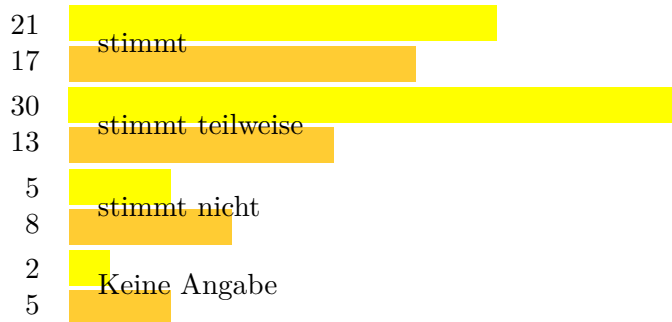 21
stimmt
17
30
stimmt teilweise
13
5
stimmt nicht
8
2
Keine Angabe
5